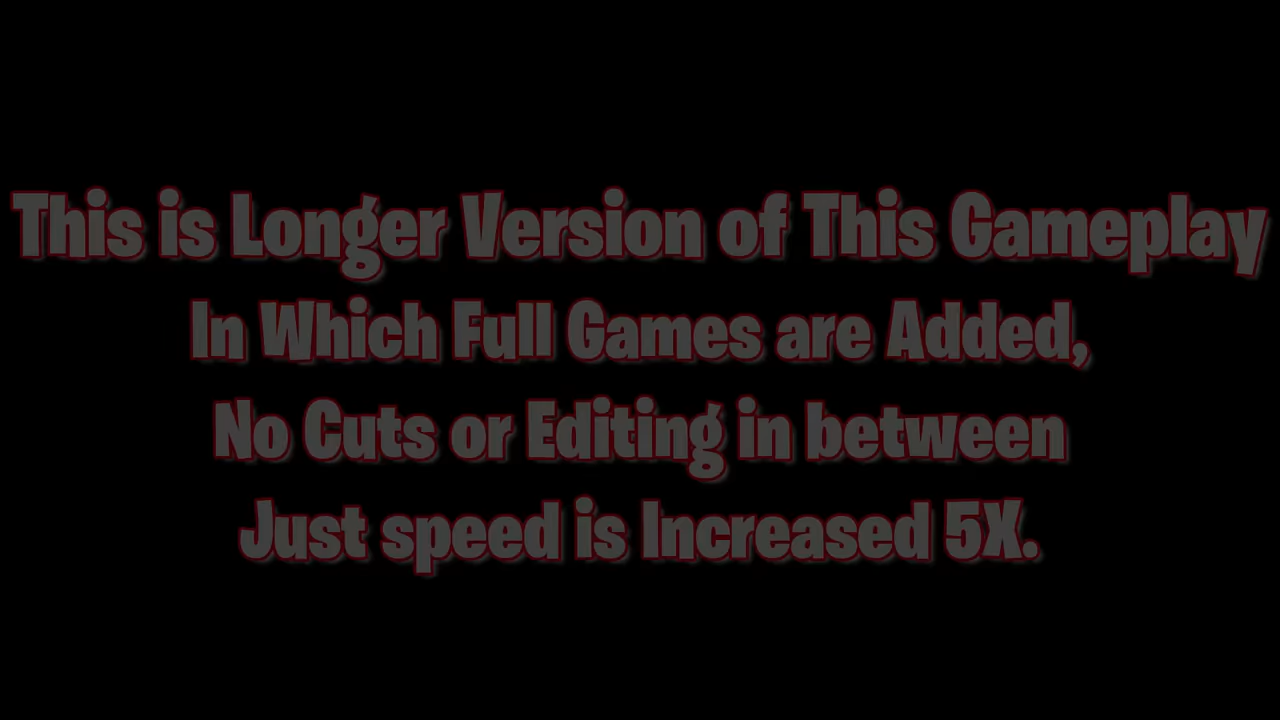 This is Longer Version of This Gameplay
In Which Full Games are Added,
No Cuts or Editing in between
Just speed is Increased 5X.